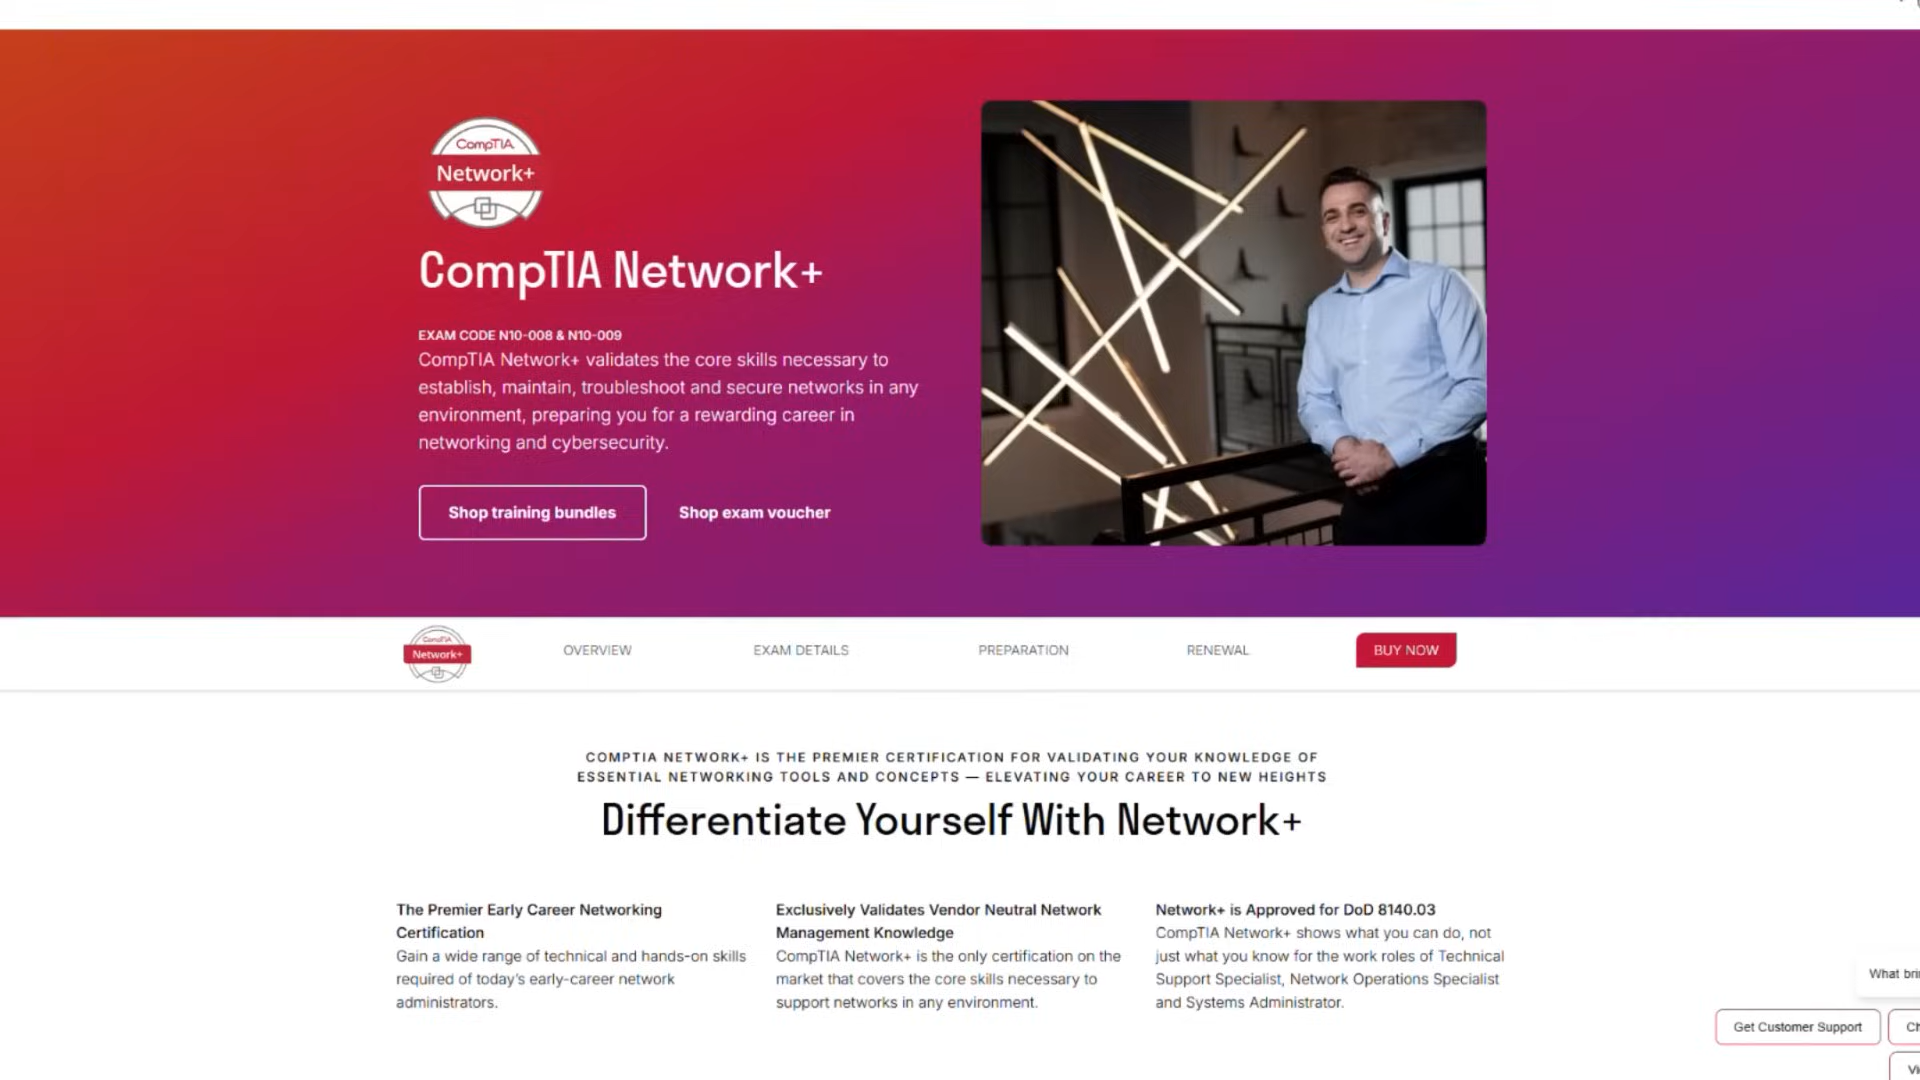 CompTIA
Network+
CompTIA Network+
EXAM CODE N10-008 & N10-009
CompTIA Network+ validates the core skills necessary to
establish, maintain, troubleshoot and secure networks in any
environment, preparing you for a rewarding career in
networking and cybersecurity.
Shop training bundles
Shop exam voucher
CompTIA
Network+
OVERVIEW
EXAM DETAILS
PREPARATION
RENEWAL
BUY NOW
COMPTIA NETWORK+ IS THE PREMIER CERTIFICATION FOR VALIDATING YOUR KNOWLEDGE OF
ESSENTIAL NETWORKING TOOLS AND CONCEPTS — ELEVATING YOUR CAREER TO NEW HEIGHTS
Differentiate Yourself With Network+
The Premier Early Career Networking
Certification
Gain a wide range of technical and hands-on skills
required of today's early-career network
administrators.
Exclusively Validates Vendor Neutral Network
Management Knowledge
CompTIA Network+ is the only certification on the
market that covers the core skills necessary to
support networks in any environment.
Network+ is Approved for DoD 8140.03
CompTIA Network+ shows what you can do, not
just what you know for the work roles of Technical
Support Specialist, Network Operations Specialist
and Systems Administrator.
What
Get Customer Support